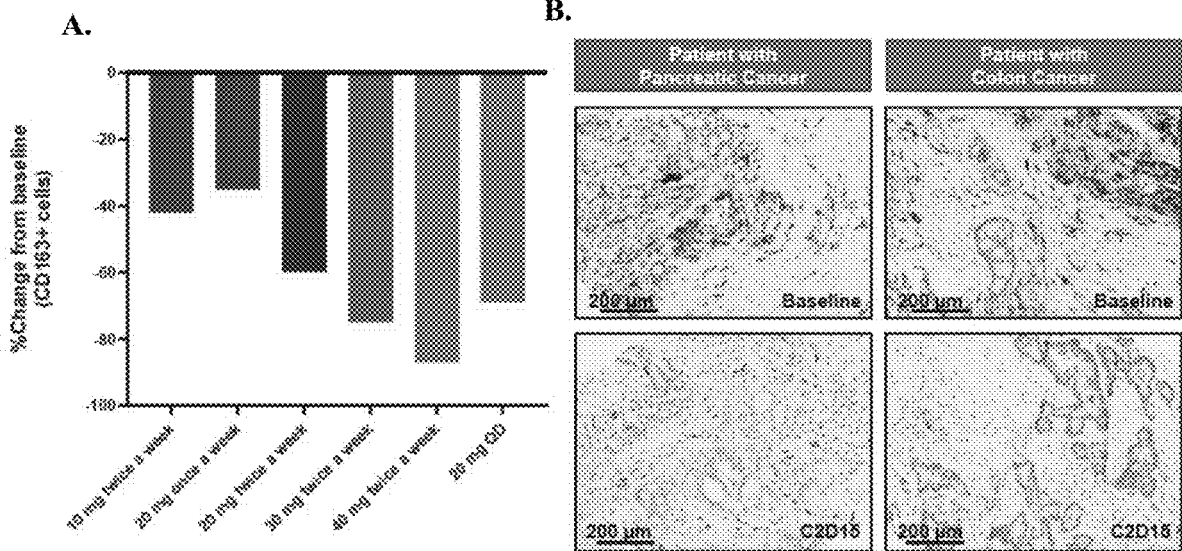 A.
%Change from baseline
(CD163+ cells)
0
-20
-40
-60
-80
-100
10 mg twice a week
20 mg once a week
20 mg twice a week
30 mg twice a week
40 mg twice a week
20 mg QD
B.
Patient with
Pancreatic Cancer
Patient with
Colon Cancer
200 µm
Baseline
200 µm
Baseline
200 µm
C2D15
200 µm
C2D15